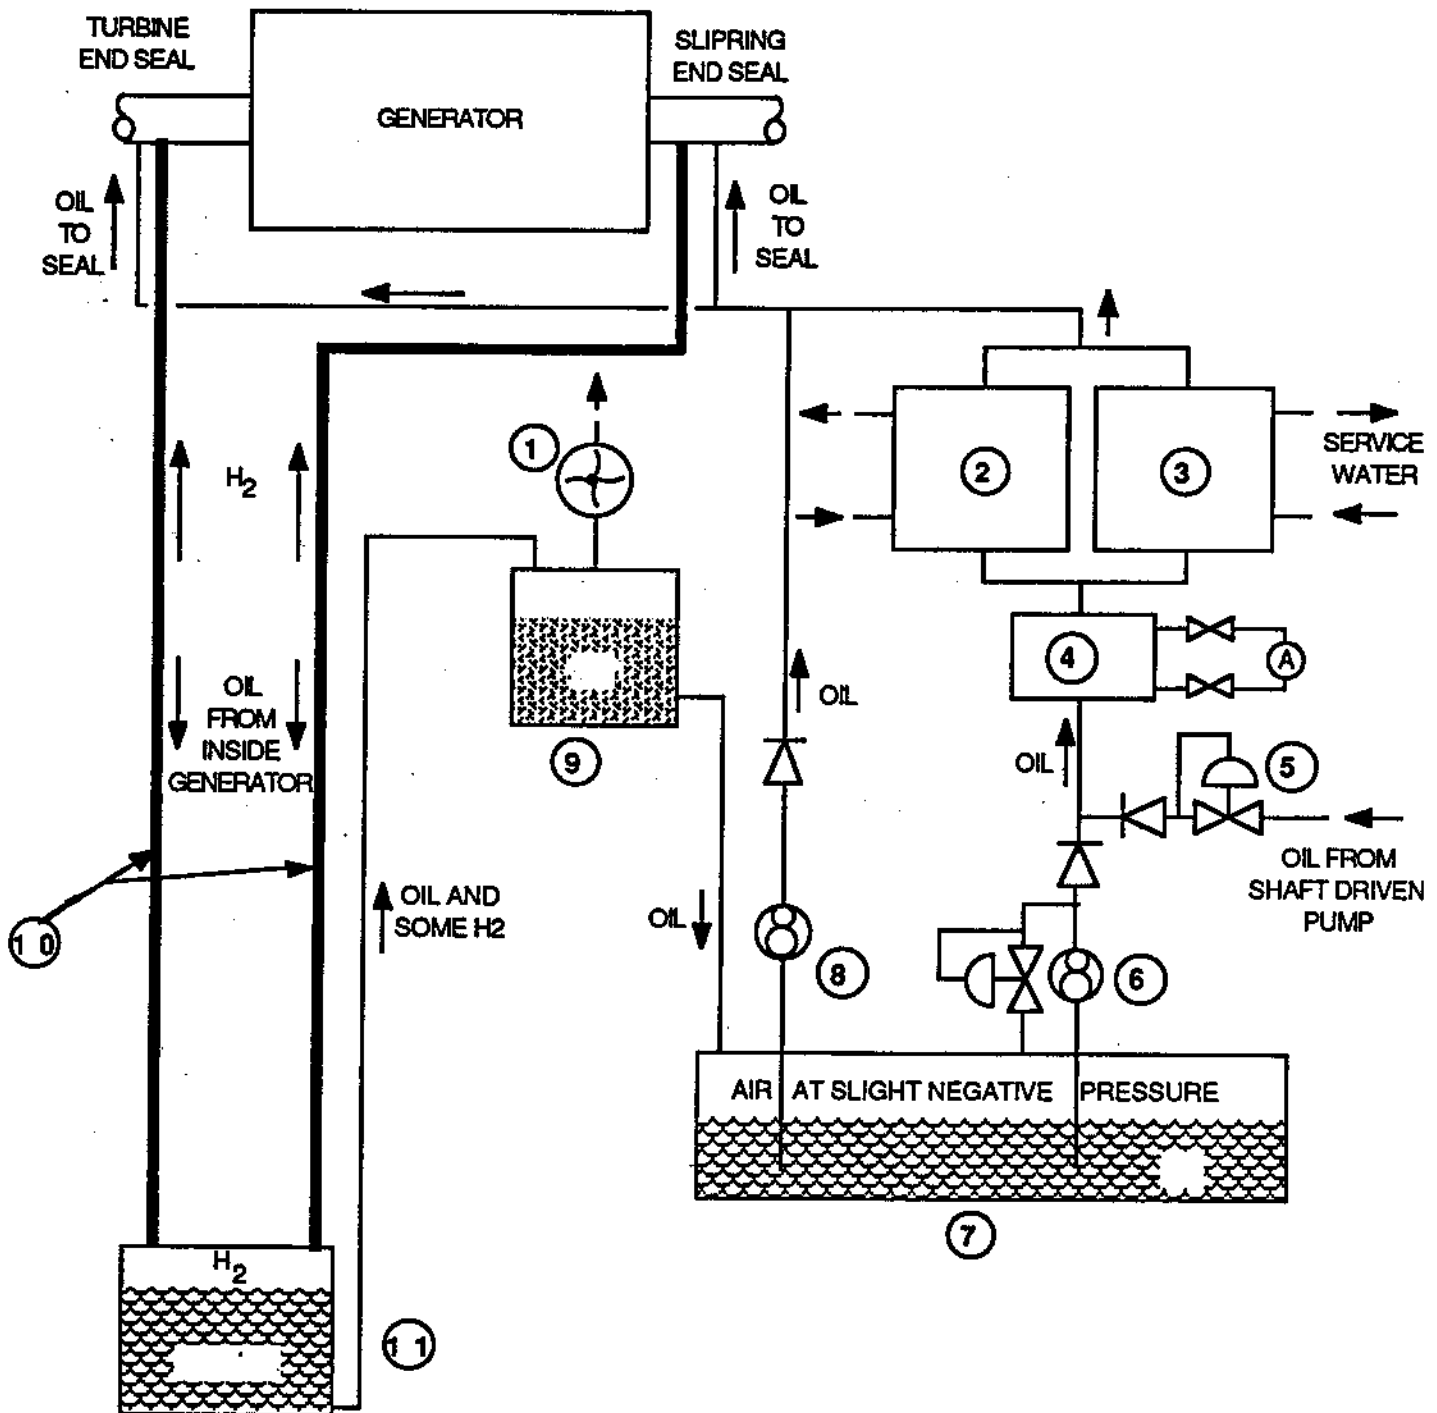 TURBINE
END SEAL
SLIPRING
END SEAL
GENERATOR
OIL
TO
SEAL
OIL
TO
SEAL
1
2
3
SERVICE
WATER
H2
4
A
OIL
FROM
INSIDE
GENERATOR
OIL
OIL
5
9
OIL FROM
SHAFT DRIVEN
PUMP
OIL AND
SOME H2
OIL
10
8
6
AIR AT SLIGHT NEGATIVE PRESSURE
7
H2
11